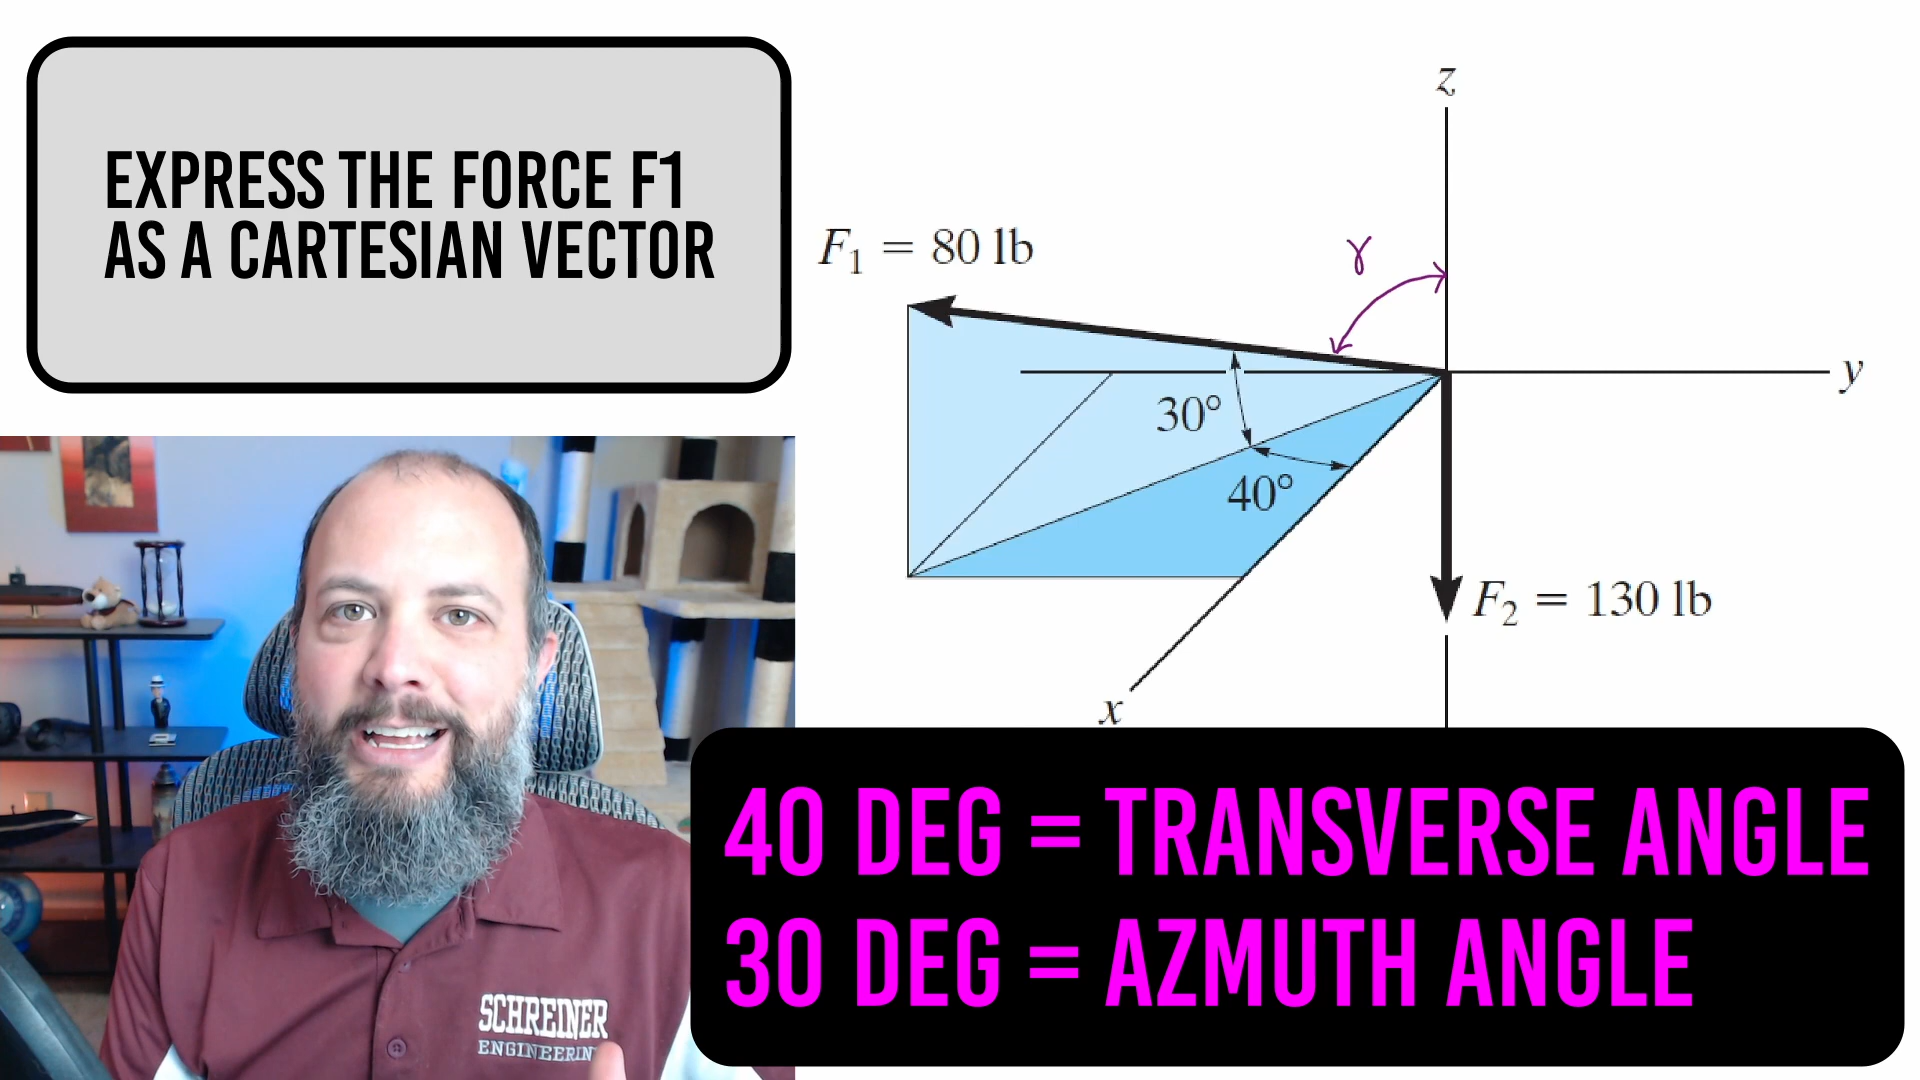 EXPRESS THE FORCE F1
AS A CARTESIAN VECTOR
z
F₁ = 80 lb
γ
y
30°
40°
F₂ = 130 lb
x
40 DEG = TRANSVERSE ANGLE
30 DEG = AZMUTH ANGLE
SCHREINER
ENGINEERIN